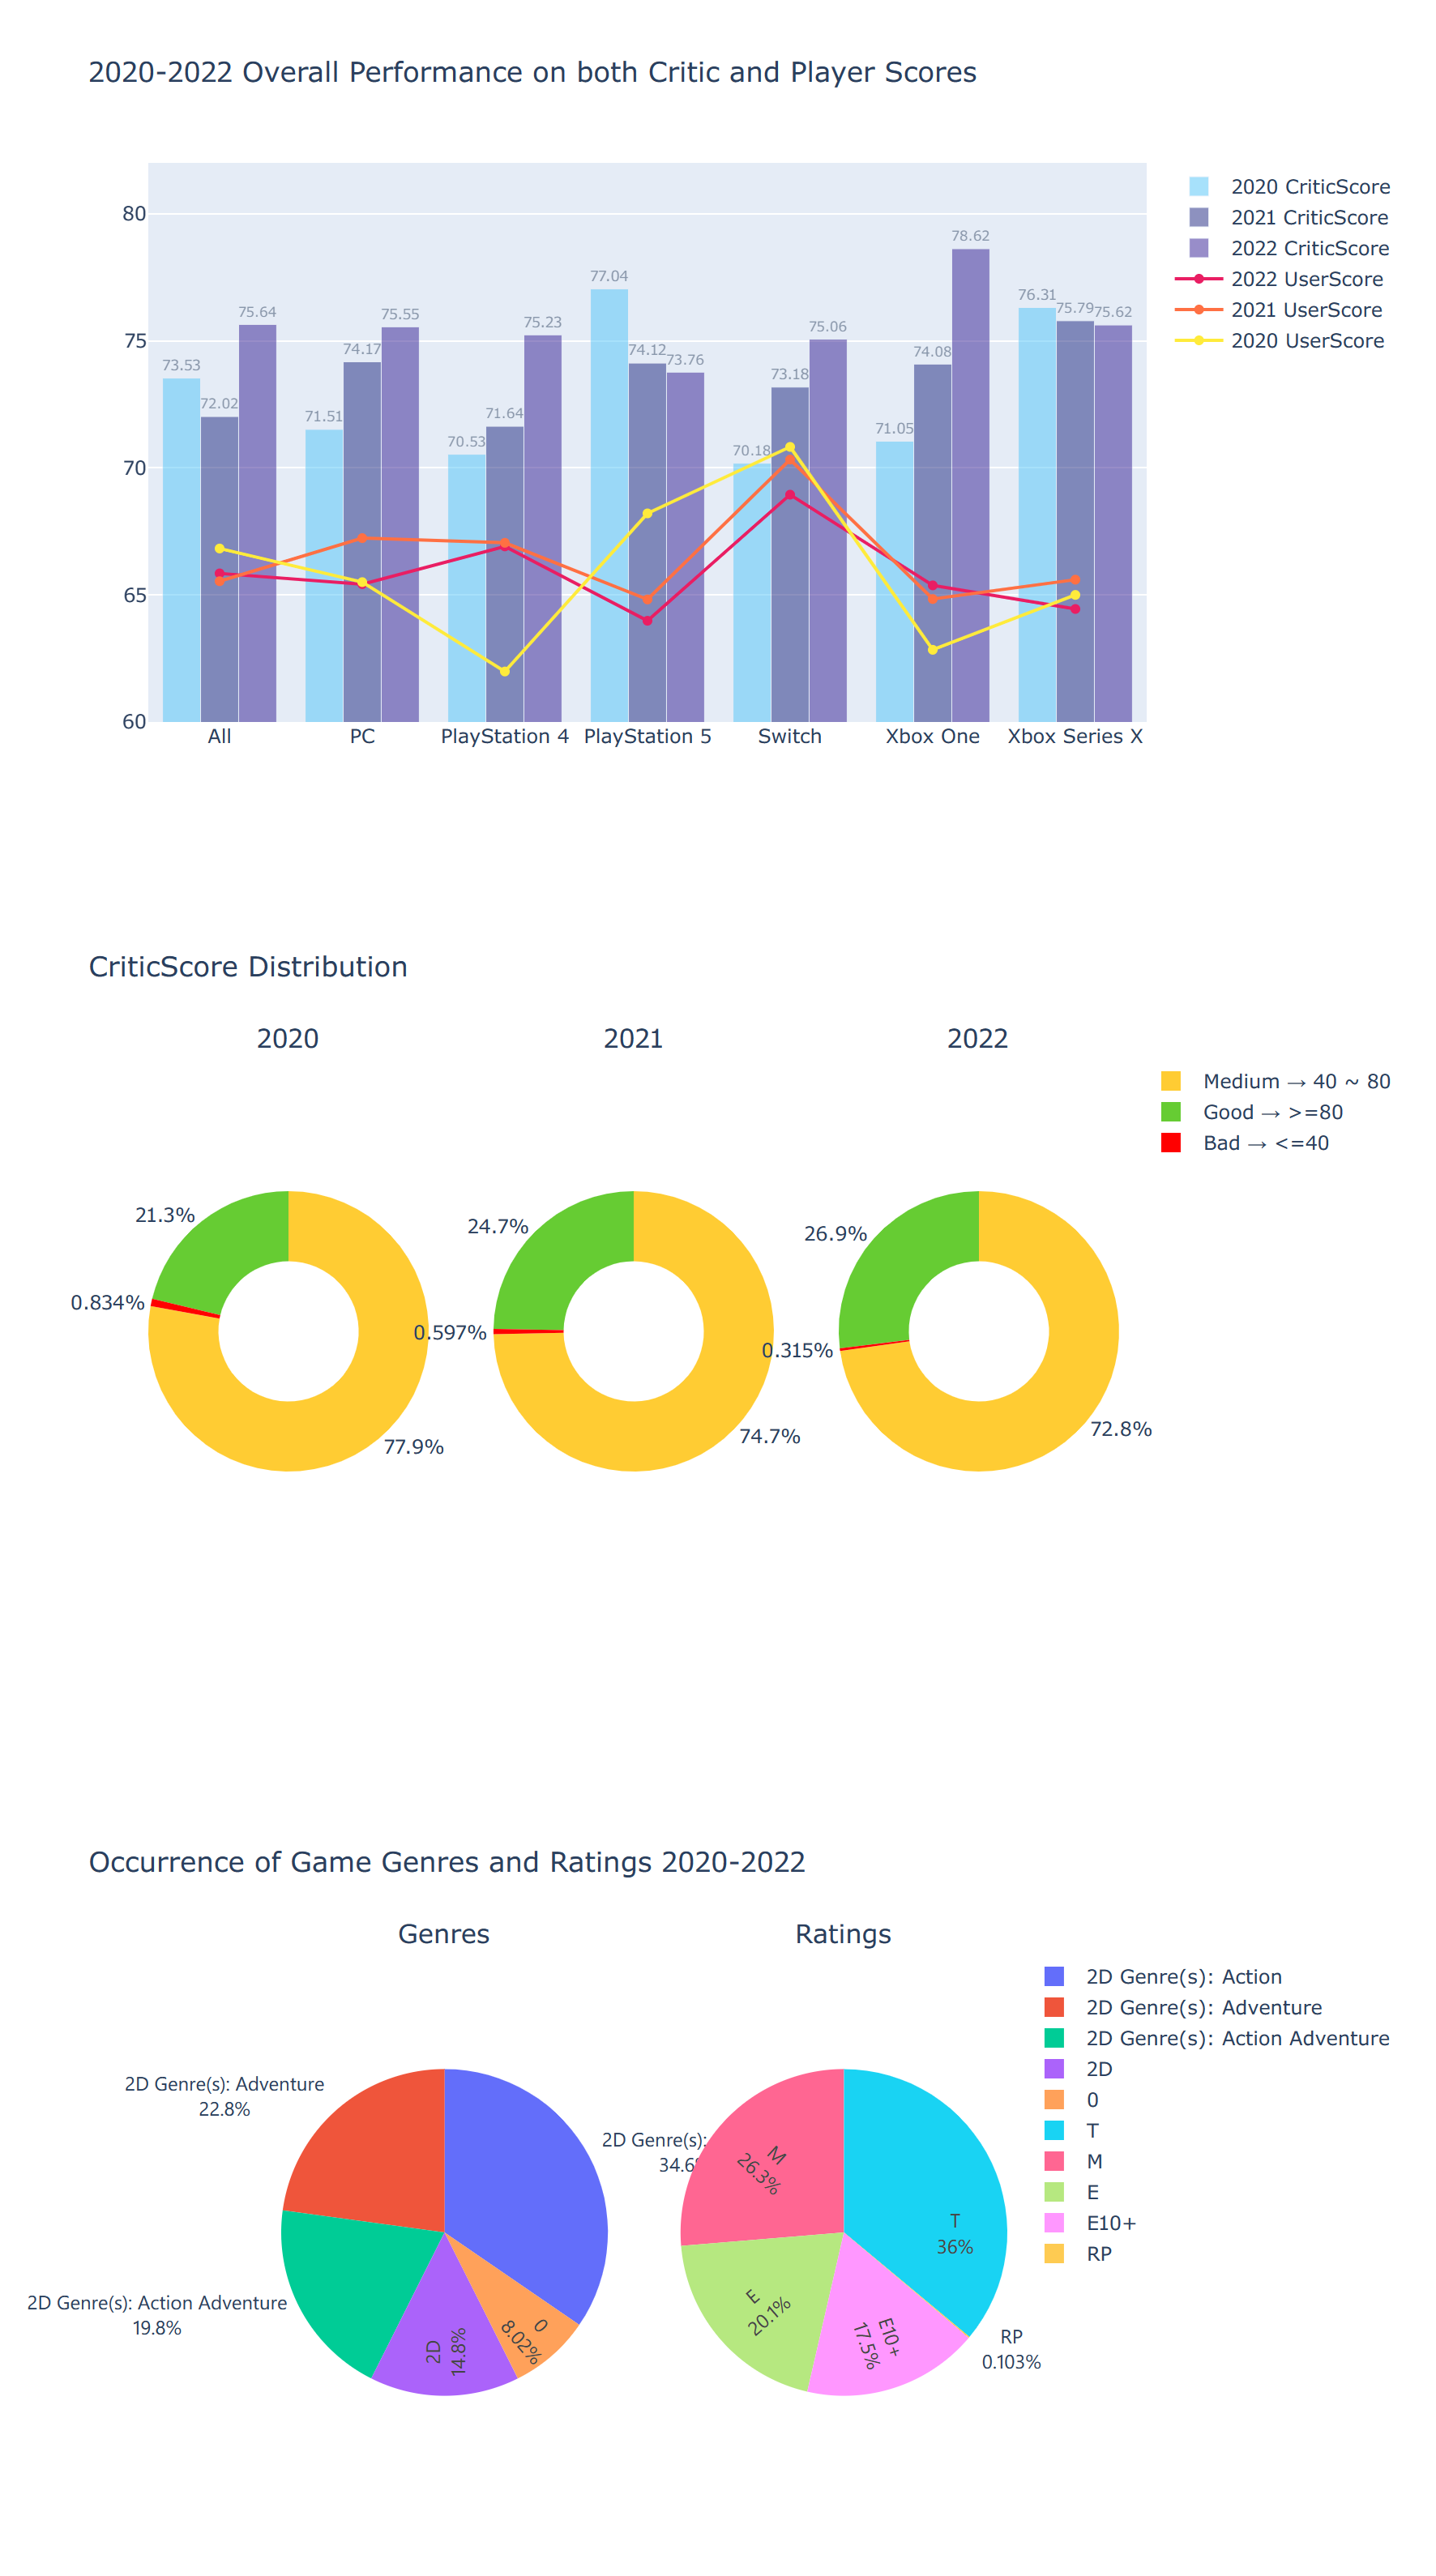 2020-2022 Overall Performance on both Critic and Player Scores
80
75
70
65
60
73.53
72.02
75.64
71.51
74.17
75.55
70.53
71.64
75.23
77.04
74.12
73.76
70.18
73.18
75.06
71.05
74.08
78.62
76.31
75.79
75.62
All
PC
PlayStation 4
PlayStation 5
Switch
Xbox One
Xbox Series X
2020 CriticScore
2021 CriticScore
2022 CriticScore
2022 UserScore
2021 UserScore
2020 UserScore
CriticScore Distribution
2020
2021
2022
Medium → 40 ~ 80
Good → >=80
Bad → <=40
21.3%
0.834%
77.9%
24.7%
0.597%
74.7%
26.9%
0.315%
72.8%
Occurrence of Game Genres and Ratings 2020-2022
Genres
Ratings
2D Genre(s): Adventure
22.8%
2D Genre(s): Action Adventure
19.8%
2D
14.8%
0
8.02%
2D Genre(s):
34.6
M
26.3%
T
36%
E
20.1%
E10+
17.5%
RP
0.103%
2D Genre(s): Action
2D Genre(s): Adventure
2D Genre(s): Action Adventure
2D
0
T
M
E
E10+
RP